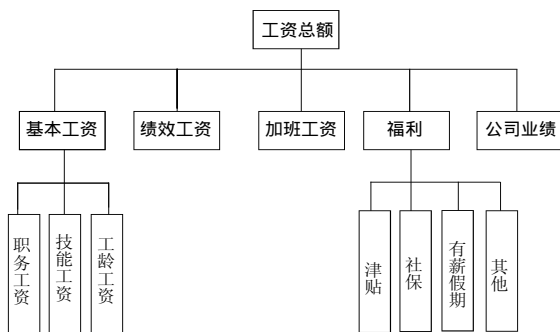 工资总额
基本工资
绩效工资
加班工资
福利
公司业绩
职务工资
技能工资
工龄工资
津贴
社保
有薪假期
其他